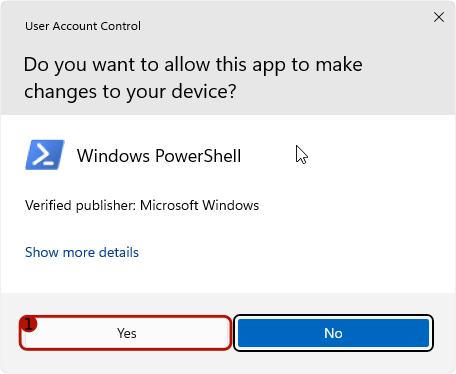 User Account Control
Do you want to allow this app to make
changes to your device?
Windows PowerShell
Verified publisher: Microsoft Windows
Show more details
1
Yes
No